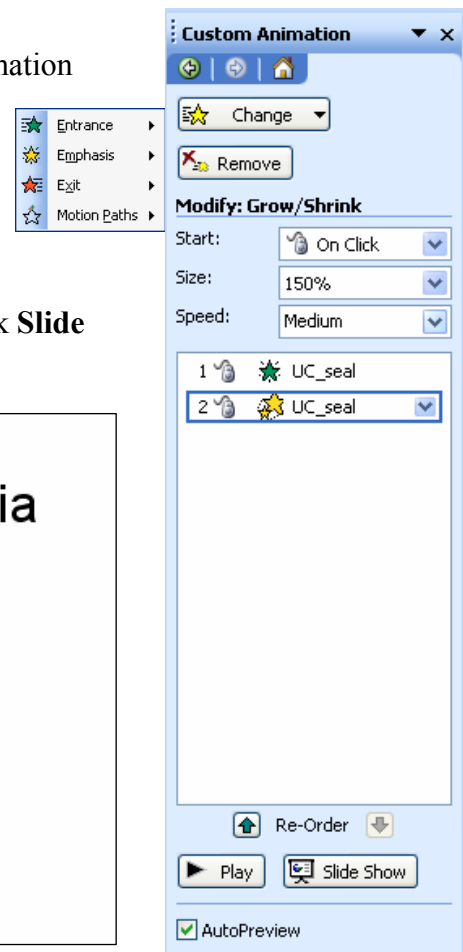 nation
Entrance
Emphasis
Exit
Motion Paths
k Slide
ia
Custom Animation
Change
Remove
Modify: Grow/Shrink
Start: On Click
Size: 150%
Speed: Medium
1 UC_seal
2 UC_seal
Re-Order
Play Slide Show
AutoPreview